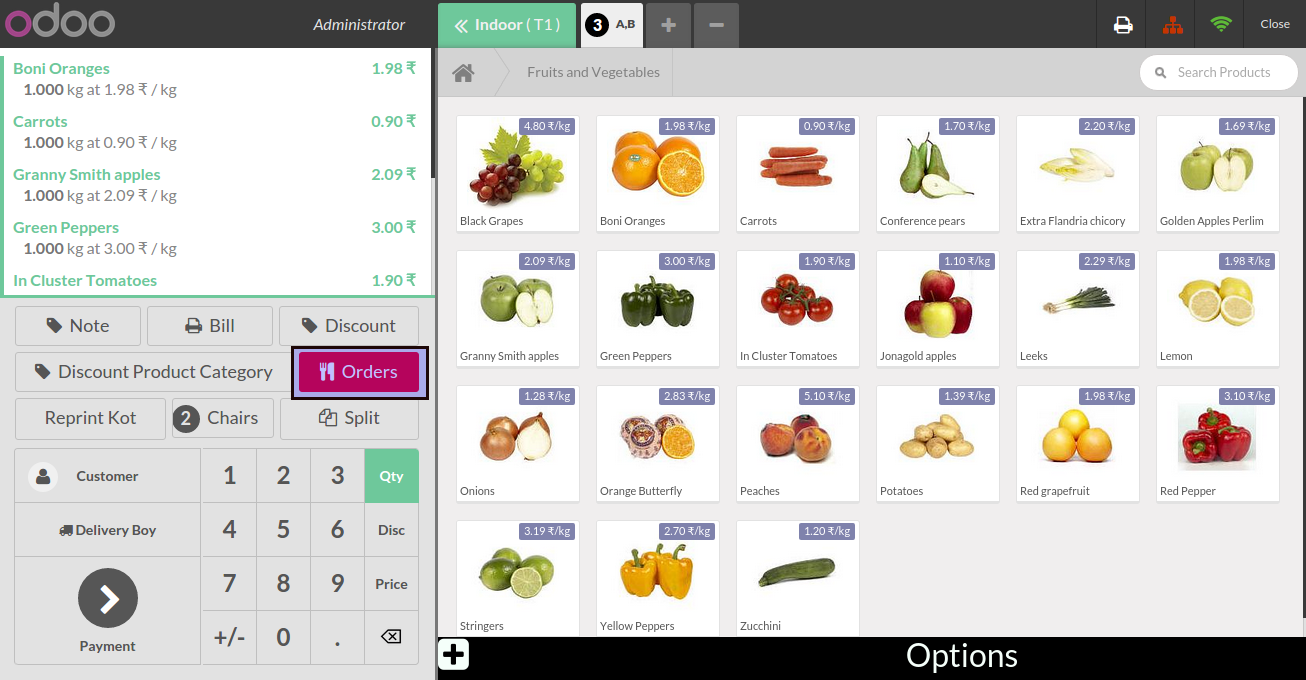 odoo
Administrator
Indoor ( T1 )
3 A,B
Close
Boni Oranges 1.98 ₹
1.000 kg at 1.98 ₹ / kg
Carrots 0.90 ₹
1.000 kg at 0.90 ₹ / kg
Granny Smith apples 2.09 ₹
1.000 kg at 2.09 ₹ / kg
Green Peppers 3.00 ₹
1.000 kg at 3.00 ₹ / kg
In Cluster Tomatoes 1.90 ₹
Note Bill Discount
Discount Product Category Orders
Reprint Kot 2 Chairs Split
Customer 1 2 3 Qty
Delivery Boy 4 5 6 Disc
7 8 9 Price
Payment +/- 0 .
Fruits and Vegetables
Search Products
4.80 ₹/kg 1.98 ₹/kg 0.90 ₹/kg 1.70 ₹/kg 2.20 ₹/kg 1.69 ₹/kg
Black Grapes Boni Oranges Carrots Conference pears Extra Flandria chicory Golden Apples Perlim
2.09 ₹/kg 3.00 ₹/kg 1.90 ₹/kg 1.10 ₹/kg 2.29 ₹/kg 1.98 ₹/kg
Granny Smith apples Green Peppers In Cluster Tomatoes Jonagold apples Leeks Lemon
1.28 ₹/kg 2.83 ₹/kg 5.10 ₹/kg 1.39 ₹/kg 1.98 ₹/kg 3.10 ₹/kg
Onions Orange Butterfly Peaches Potatoes Red grapefruit Red Pepper
3.19 ₹/kg 2.70 ₹/kg 1.20 ₹/kg
Stringers Yellow Peppers Zucchini
Options